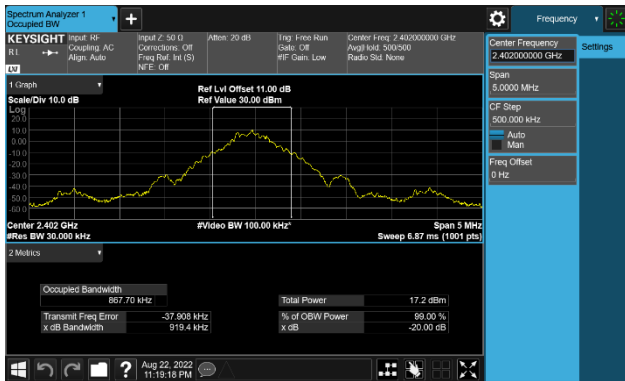 Spectrum Analyzer 1
Occupied BW
Frequency
KEYSIGHT Input: RF Input Z: 50 Ω Atten: 20 dB Trig: Free Run Center Freq: 2.402000000 GHz
R L Coupling: AC Corrections: Off Gate: Off Avg|Hold: 500/500
Align: Auto Freq Ref: Int (S) #IF Gain: Low Radio Std: None
NFE: Off
Center Frequency
2.402000000 GHz
Settings
Span
5.0000 MHz
CF Step
500.000 kHz
Auto
Man
Freq Offset
0 Hz
1 Graph
Ref Lvl Offset 11.00 dB
Scale/Div 10.0 dB Ref Value 30.00 dBm
Log
20.0
10.0
0.00
-10.0
-20.0
-30.0
-40.0
-50.0
-60.0
Center 2.402 GHz #Video BW 100.00 kHz* Span 5 MHz
#Res BW 30.000 kHz Sweep 6.87 ms (1001 pts)
2 Metrics
Occupied Bandwidth
867.70 kHz Total Power 17.2 dBm
Transmit Freq Error -37.908 kHz % of OBW Power 99.00 %
x dB Bandwidth 919.4 kHz x dB -20.00 dB
? Aug 22, 2022
11:19:18 PM